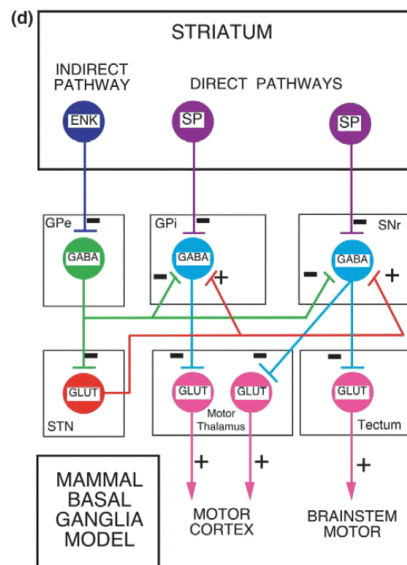 (d)
STRIATUM
INDIRECT
PATHWAY
DIRECT PATHWAYS
ENK
SP
SP
GPe
GPi
SNr
GABA
GABA
GABA
+
+
GLUT
GLUT
GLUT
GLUT
STN
Motor
Thalamus
Tectum
+
+
+
MAMMAL
BASAL
GANGLIA
MODEL
MOTOR
CORTEX
BRAINSTEM
MOTOR